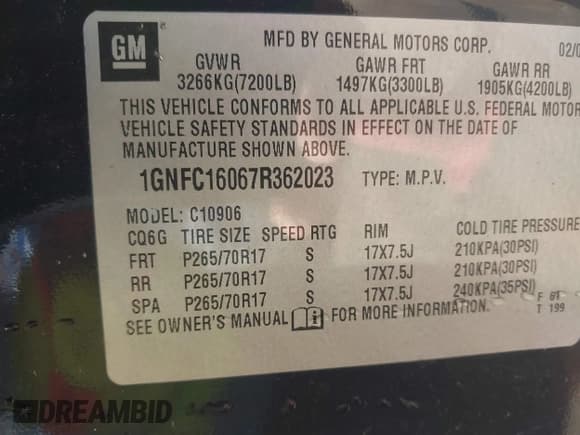 GM
MFD BY GENERAL MOTORS CORP. 02/0
GVWR GAWR FRT GAWR RR
3266KG(7200LB) 1497KG(3300LB) 1905KG(4200LB)
THIS VEHICLE CONFORMS TO ALL APPLICABLE U.S. FEDERAL MOTOR
VEHICLE SAFETY STANDARDS IN EFFECT ON THE DATE OF
MANUFACTURE SHOWN ABOVE.
1GNFC16067R362023 TYPE: M.P.V.
MODEL: C10906
CQ6G TIRE SIZE SPEED RTG RIM COLD TIRE PRESSURE
FRT P265/70R17 S 17X7.5J 210KPA(30PSI)
RR P265/70R17 S 17X7.5J 210KPA(30PSI)
SPA P265/70R17 S 17X7.5J 240KPA(35PSI)
F 61
SEE OWNER'S MANUAL i FOR MORE INFORMATION. T 199
DREAMBID